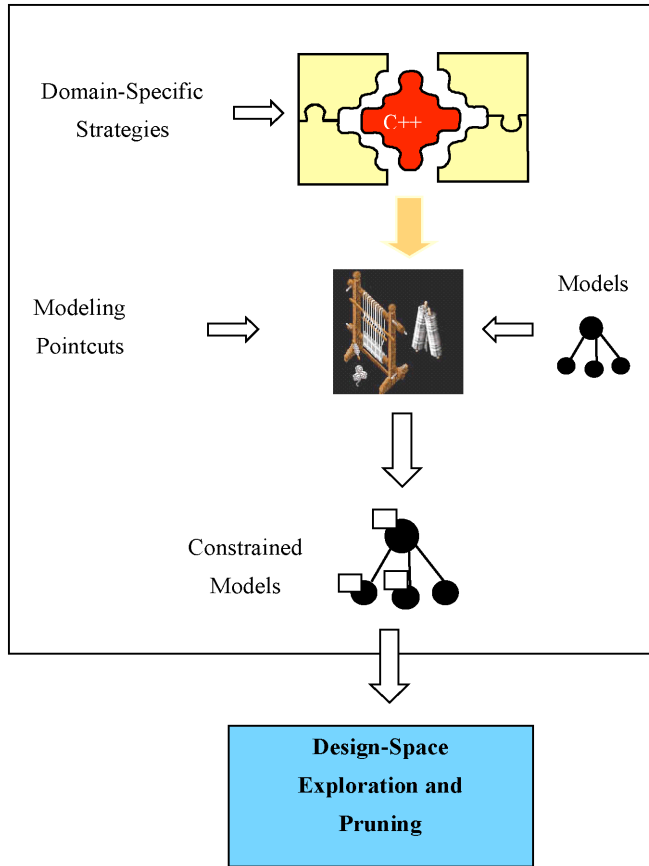 Domain-Specific
Strategies
C++
Modeling
Pointcuts
Models
Constrained
Models
Design-Space
Exploration and
Pruning